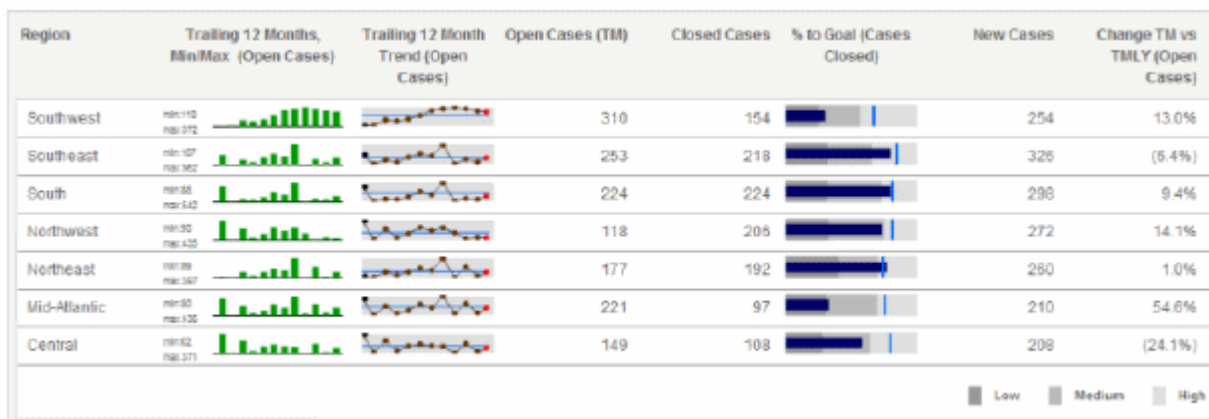 Region Trailing 12 Months, Min/Max (Open Cases) Trailing 12 Month Trend (Open Cases) Open Cases (TM) Closed Cases % to Goal (Cases Closed) New Cases Change TM vs TMLY (Open Cases)
Southwest 310 154 254 13.0%
Southeast 253 218 326
South 224 224 298 9.4%
Northwest 118 206 272 14.1%
Northeast 177 192 260 1.0%
Mid-Atlantic 221 97 210 54.6%
Central 149 108 208 (24.1%)
Low Medium High